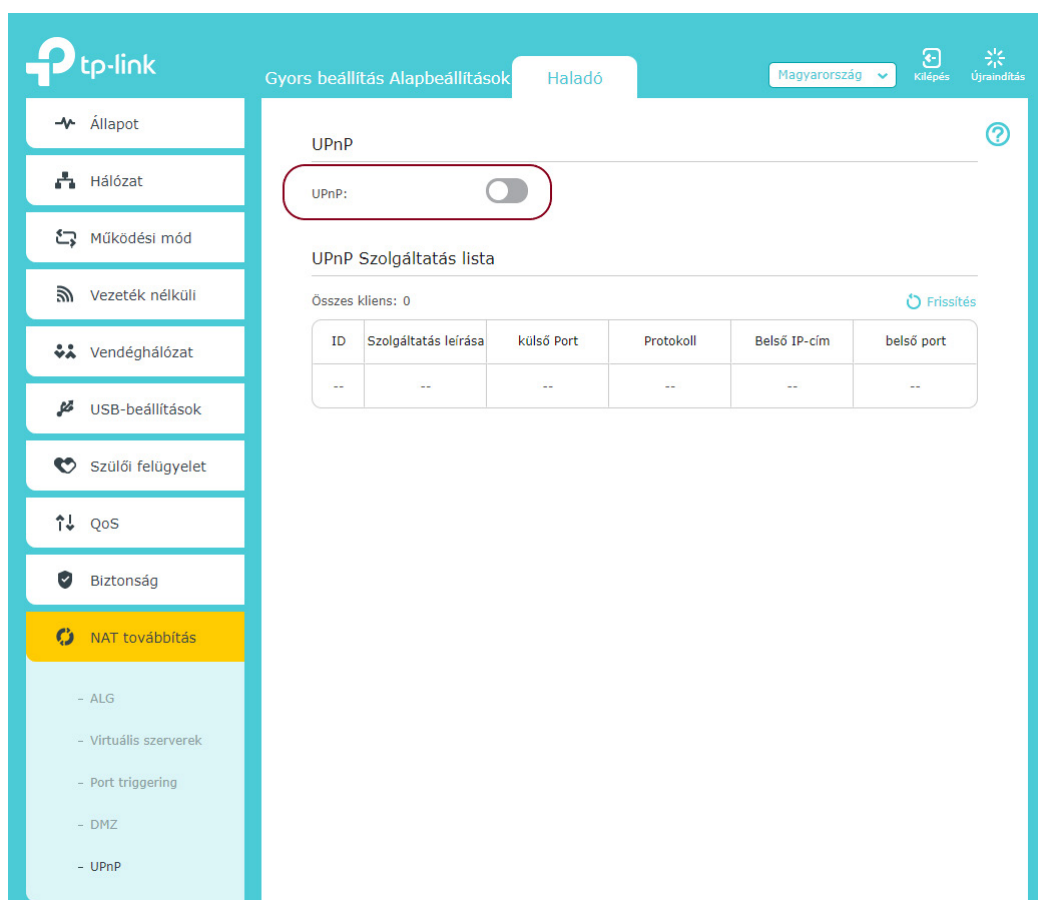 tp-link
Gyors beállítás Alapbeállítások Haladó
Magyarország
Kilépés
Újraindítás
Állapot
Hálózat
Működési mód
Vezeték nélküli
Vendéghálózat
USB-beállítások
Szülői felügyelet
QoS
Biztonság
NAT továbbítás
- ALG
- Virtuális szerverek
- Port triggering
- DMZ
- UPnP
?
UPnP
UPnP:
UPnP Szolgáltatás lista
Összes kliens: 0 Frissítés
ID Szolgáltatás leírása külső Port Protokoll Belső IP-cím belső port
-- -- -- -- -- --